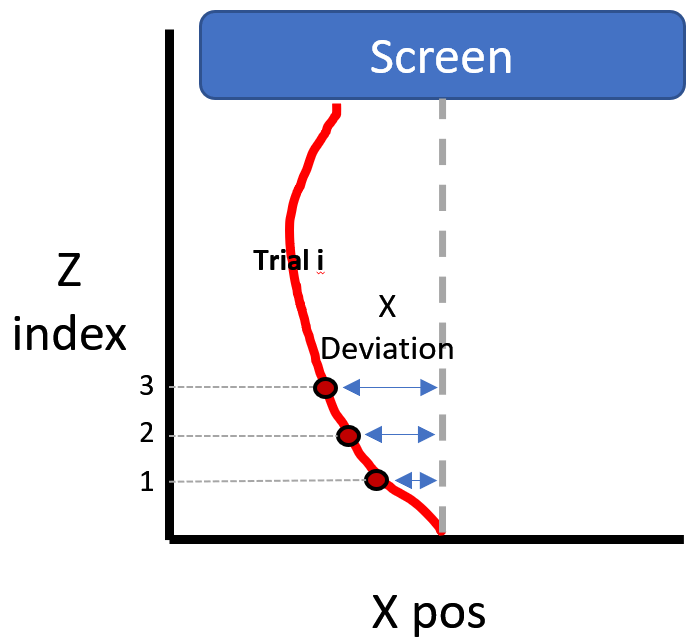 Screen
Trial i
Z
index
X
Deviation
3
2
1
X pos